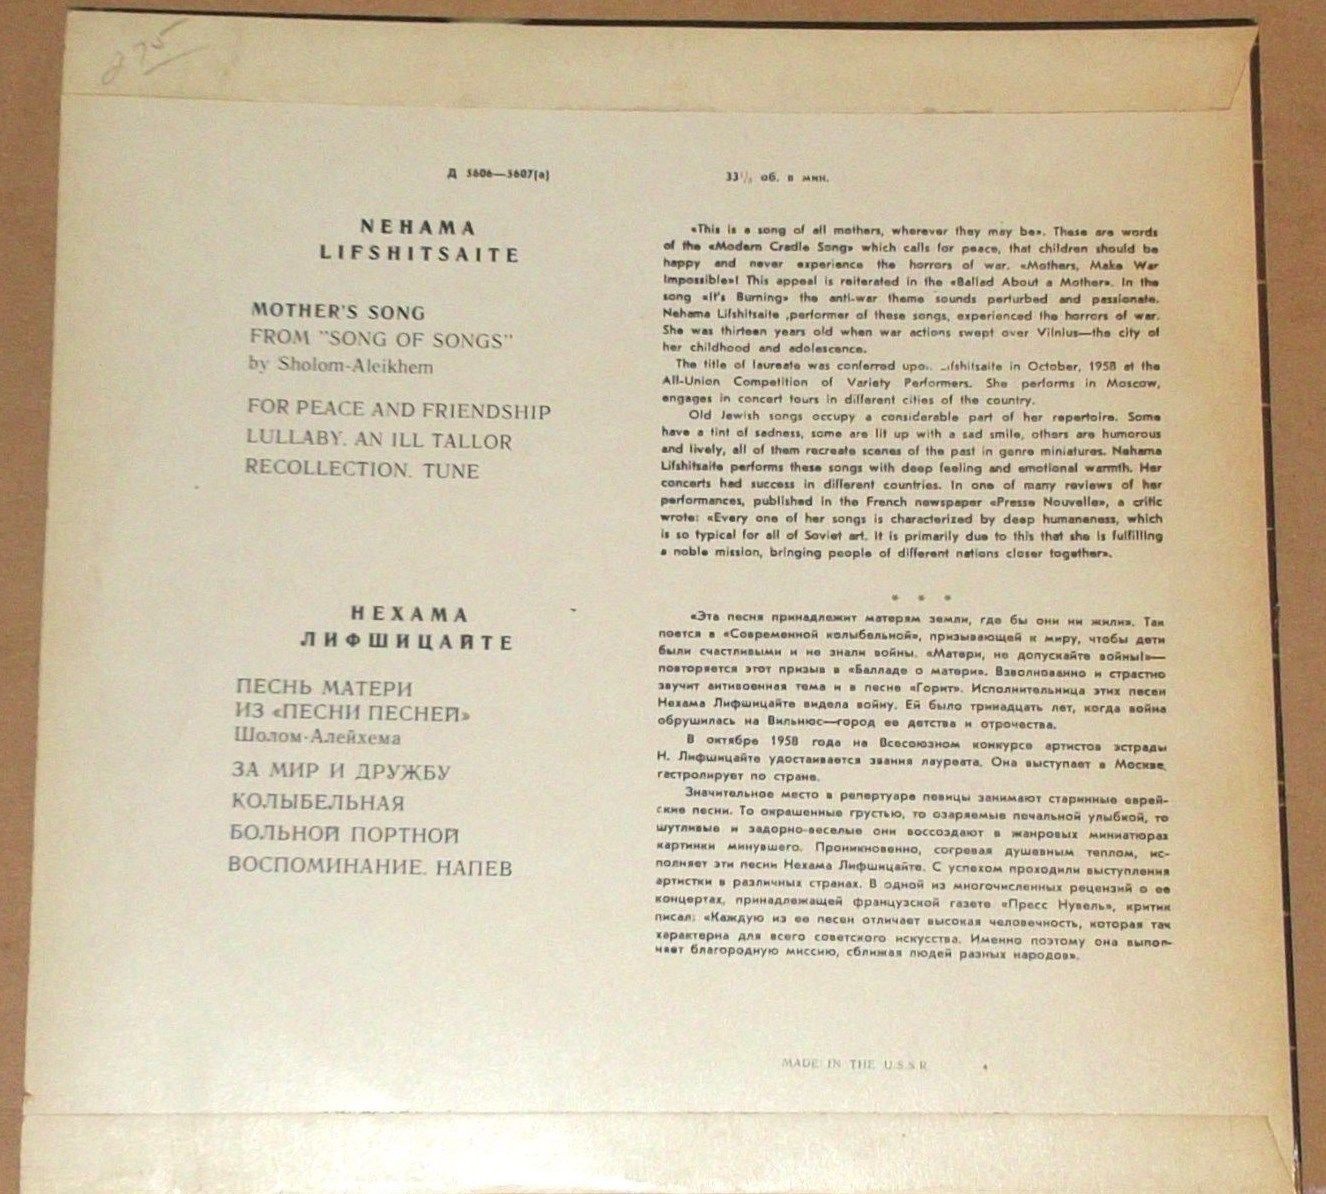 275
Д 5606—5607(а)
33⅓ об. в мин.
NEHAMA
LIFSHITSAITE
MOTHER'S SONG
FROM "SONG OF SONGS"
by Sholom-Aleikhem
FOR PEACE AND FRIENDSHIP
LULLABY. AN ILL TALLOR
RECOLLECTION. TUNE
«This is a song of all mothers, wherever they may be». These are words
of the «Modern Cradle Song» which calls for peace, that children should be
happy and never experience the horrors of war. «Mothers, Make War
Impossible»! This appeal is reiterated in the «Ballad About a Mother». In the
song «It's Burning» the anti-war theme sounds perturbed and passionate.
Nehama Lifshitsaite ,performer of these songs, experienced the horrors of war.
She was thirteen years old when war actions swept over Vilnius—the city of
her childhood and adolescence.
The title of laureate was conferred upo.. ..ifshitsaite in October, 1958 at the
All-Union Competition of Variety Performers. She performs in Moscow,
engages in concert tours in different cities of the country.
Old Jewish songs occupy a considerable part of her repertoire. Some
have a tint of sadness, some are lit up with a sad smile, others are humorous
and lively, all of them recreate scenes of the past in genre miniatures. Nehama
Lifshitsaite performs these songs with deep feeling and emotional warmth. Her
concerts had success in different countries. In one of many reviews of her
performances, published in the French newspaper «Presse Nouvelle», a critic
wrote: «Every one of her songs is characterized by deep humaneness, which
is so typical for all of Soviet art. It is primarily due to this that she is fulfilling
a noble mission, bringing people of different nations closer together».
* * *
НЕХАМА
ЛИФШИЦАЙТЕ
ПЕСНЬ МАТЕРИ
ИЗ «ПЕСНИ ПЕСНЕЙ»
Шолом-Алейхема
ЗА МИР И ДРУЖБУ
КОЛЫБЕЛЬНАЯ
БОЛЬНОЙ ПОРТНОЙ
ВОСПОМИНАНИЕ. НАПЕВ
«Эта песня принадлежит матерям земли, где бы они ни жили». Так
поется в «Современной колыбельной», призывающей к миру, чтобы дети
были счастливыми и не знали войны. «Матери, не допускайте войны!»—
повторяется этот призыв в «Балладе о матери». Взволнованно и страстно
звучит антивоенная тема и в песне «Горит». Исполнительница этих песен
Нехама Лифшицайте видела войну. Ей было тринадцать лет, когда война
обрушилась на Вильнюс—город ее детства и отрочества.
В октябре 1958 года на Всесоюзном конкурсе артистов эстрады
Н. Лифшицайте удостаивается звания лауреата. Она выступает в Москве,
гастролирует по стране.
Значительное место в репертуаре певицы занимают старинные еврей-
ские песни. То окрашенные грустью, то озаряемые печальной улыбкой, то
шутливые и задорно-веселые они воссоздают в жанровых миниатюрах
картинки минувшего. Проникновенно, согревая душевным теплом, ис-
полняет эти песни Нехама Лифшицайте. С успехом проходили выступления
артистки в различных странах. В одной из многочисленных рецензий о ее
концертах, принадлежащей французской газете «Пресс Нувель», критик
писал: «Каждую из ее песен отличает высокая человечность, которая так
характерна для всего советского искусства. Именно поэтому она выпол-
няет благородную миссию, сближая людей разных народов».
MADE IN THE U.S.S.R.